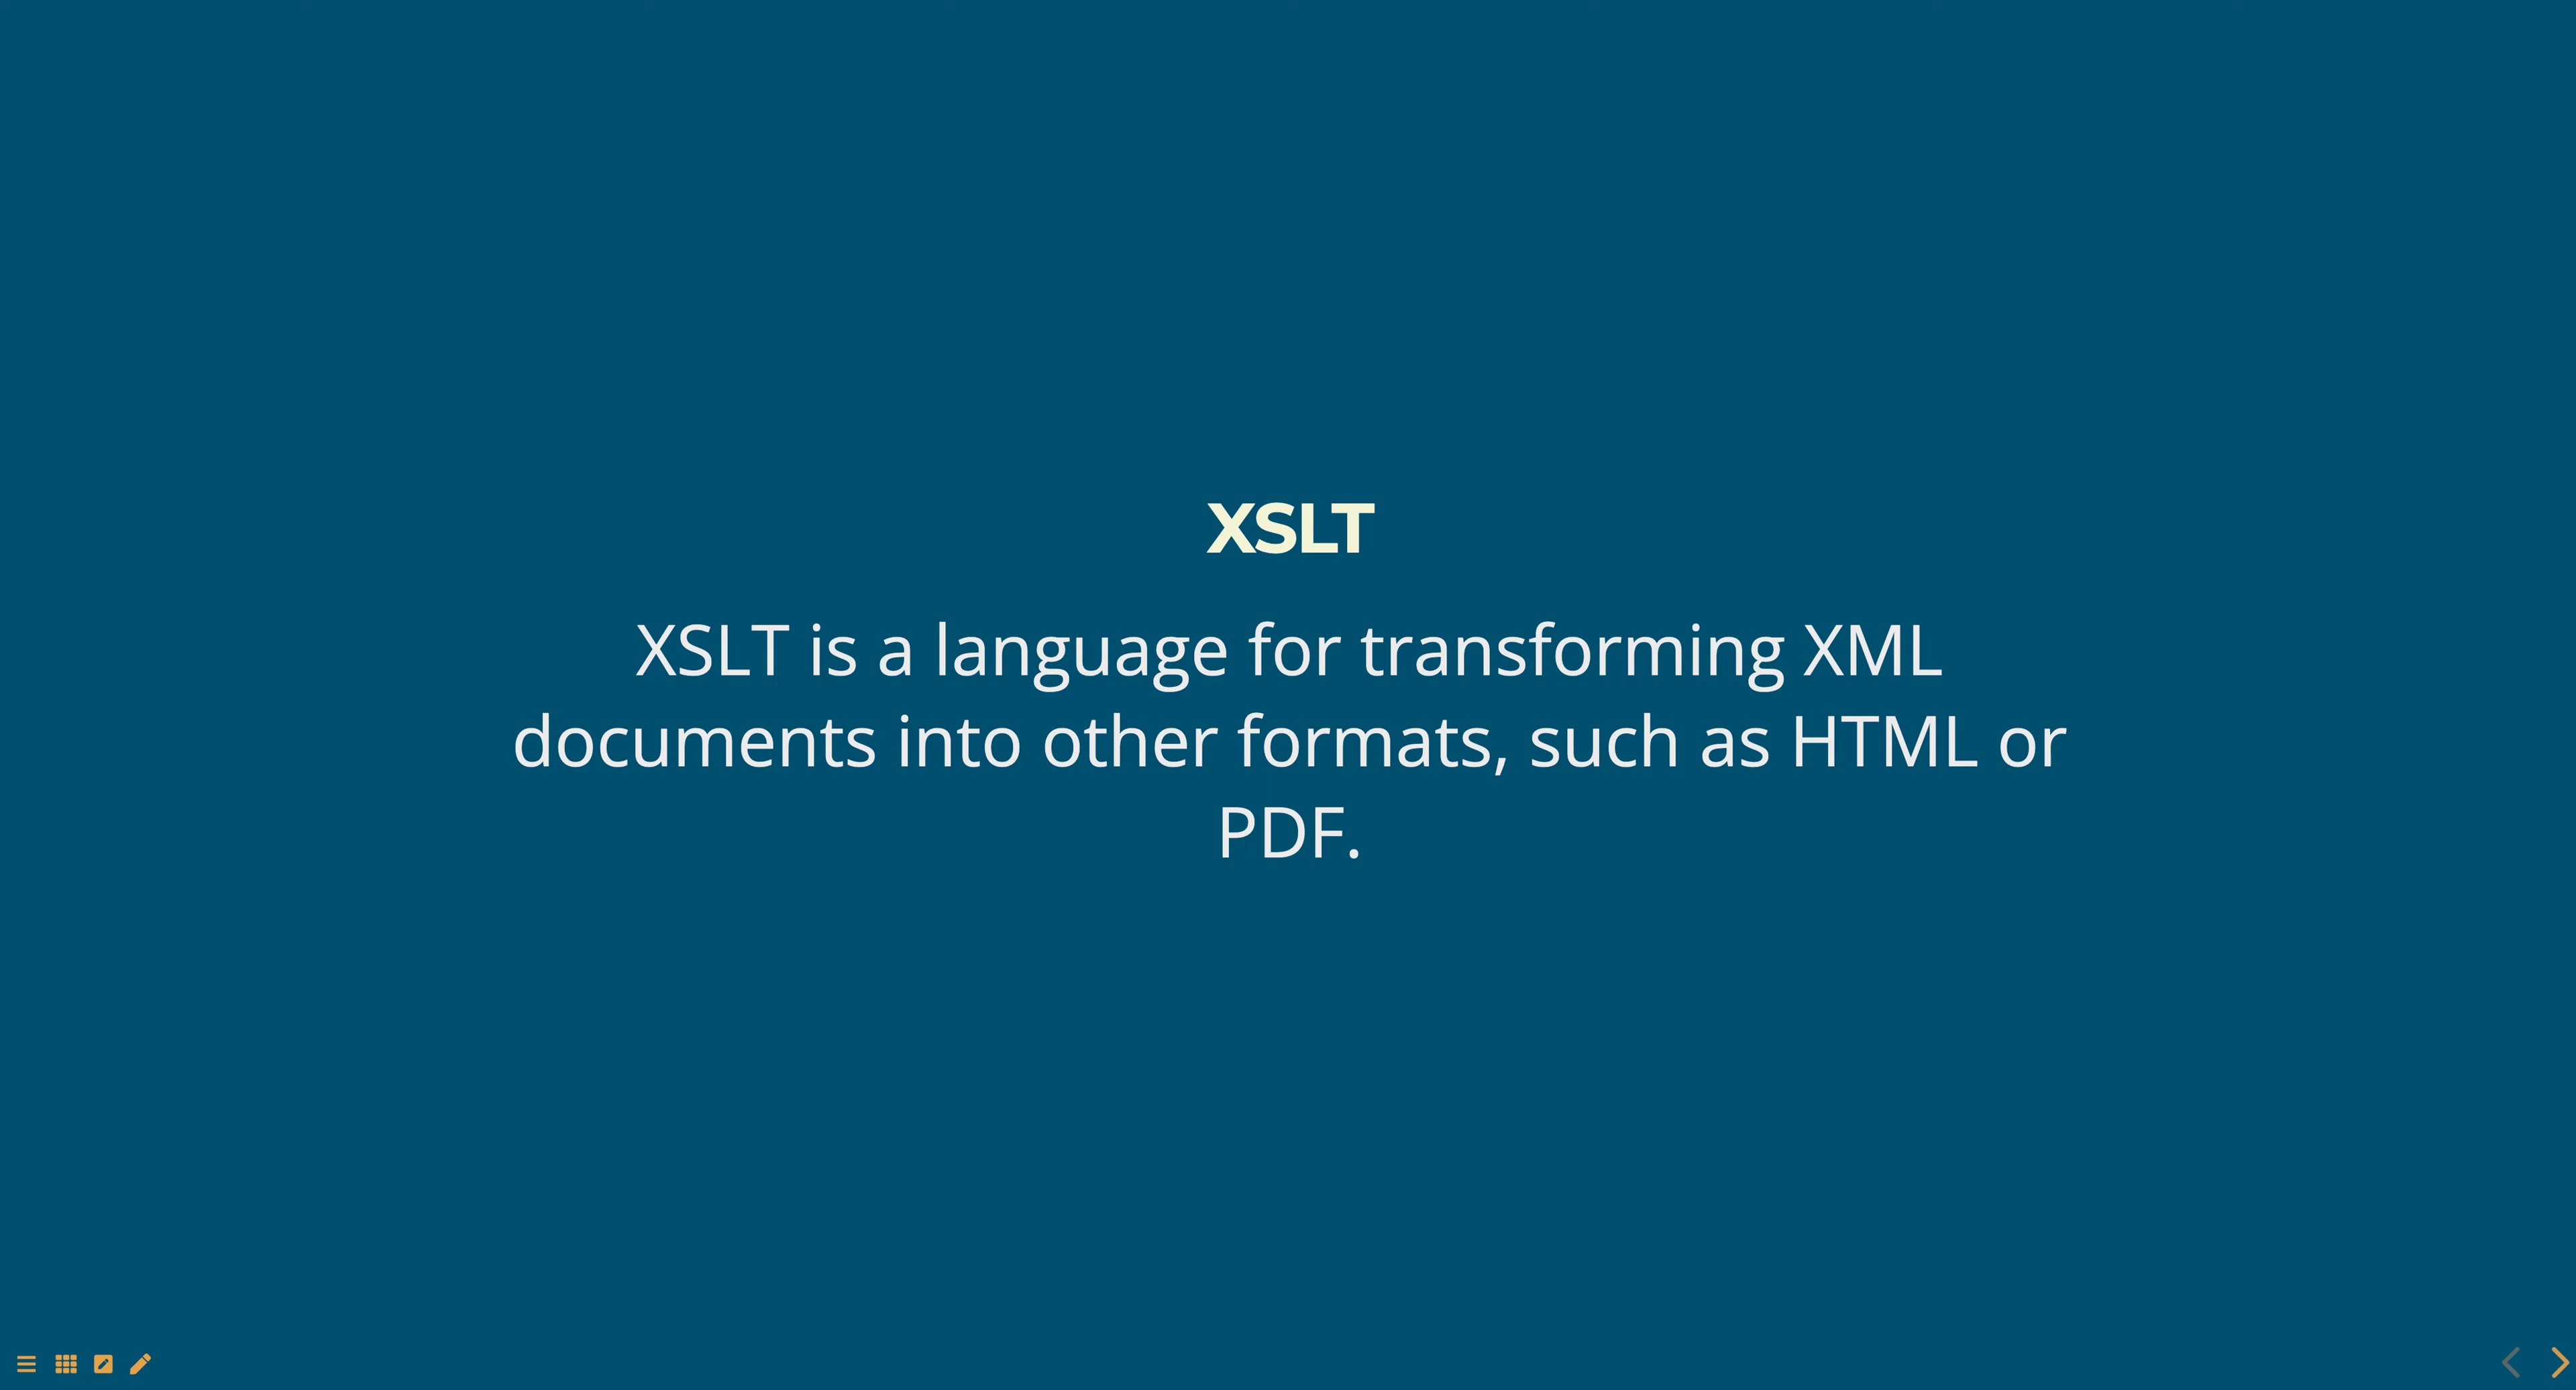 XSLT
XSLT is a language for transforming XML
documents into other formats, such as HTML or
PDF.